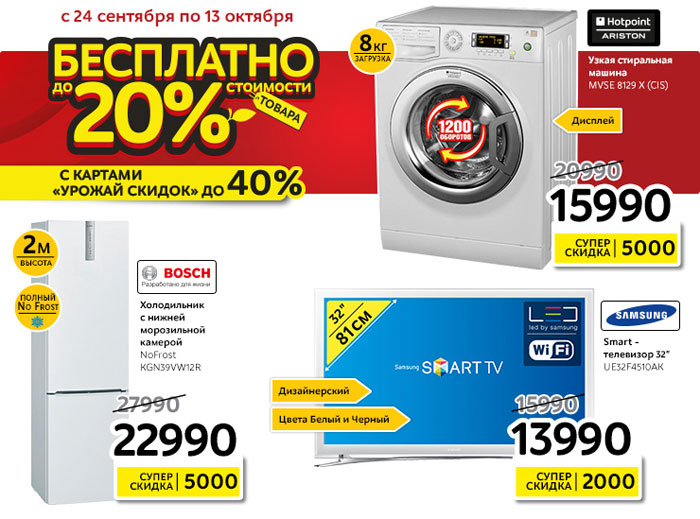 с 24 сентября по 13 октября
БЕСПЛАТНО
до 20% СТОИМОСТИ
ТОВАРА
С КАРТАМИ
«УРОЖАЙ СКИДОК» ДО 40%
8 КГ
ЗАГРУЗКА
1200
ОБОРОТОВ
Hotpoint
ARISTON
Узкая стиральная
машина
MVSE 8129 X (CIS)
Дисплей
20990
15990
СУПЕР
СКИДКА 5000
2М
ВЫСОТА
ПОЛНЫЙ
No Frost
BOSCH
Разработано для жизни
Холодильник
с нижней
морозильной
камерой
NoFrost
KGN39VW12R
27990
22990
СУПЕР
СКИДКА 5000
32"
81 СМ
LED
led by samsung
Wi Fi
Samsung SMART TV
SAMSUNG
Smart -
телевизор 32"
UE32F4510AK
Дизайнерский
Цвета Белый и Черный
15990
13990
СУПЕР
СКИДКА 2000